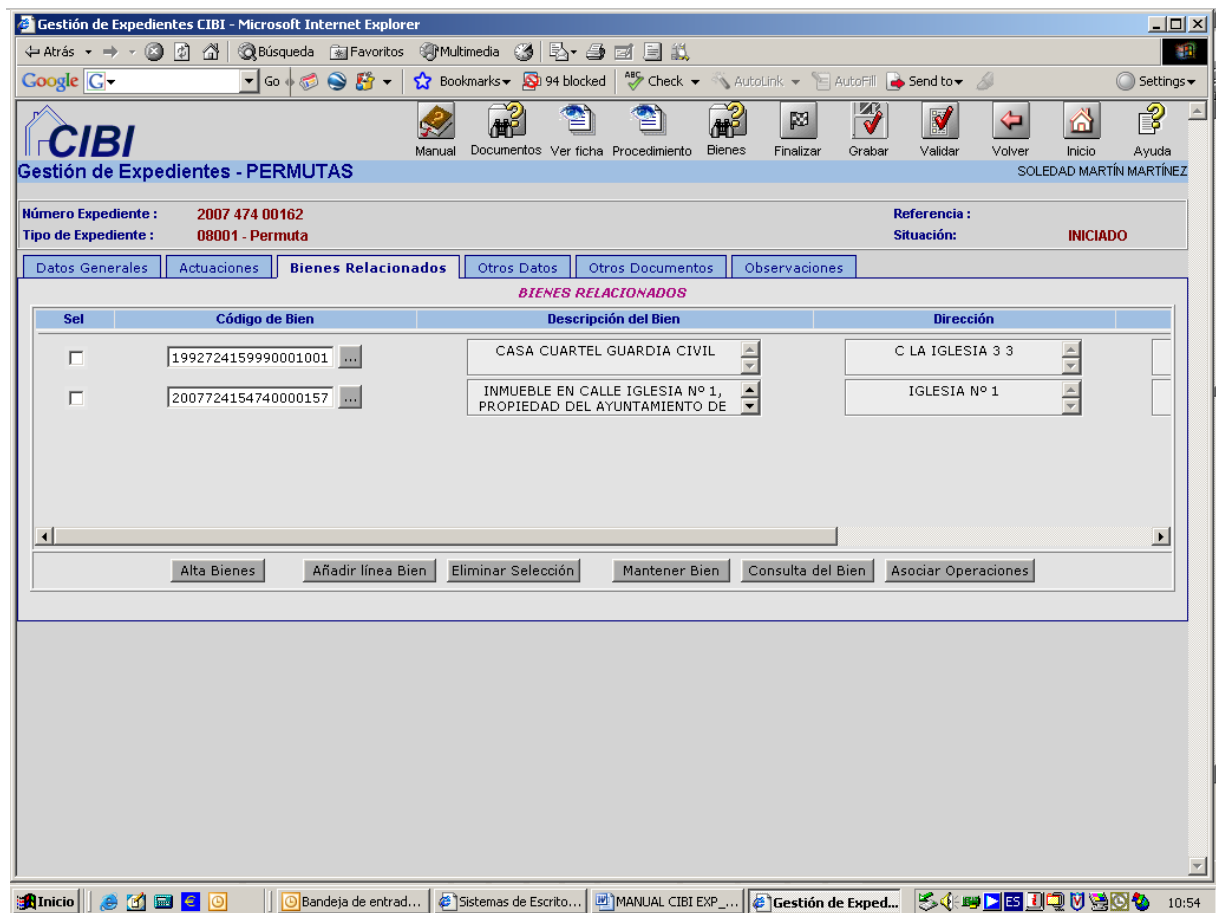 Gestión de Expedientes CIBI - Microsoft Internet Explorer
Atrás Búsqueda Favoritos Multimedia
Google G Go Bookmarks 94 blocked ABC Check AutoLink AutoFill Send to Settings
CIBI
Manual Documentos Ver ficha Procedimiento Bienes Finalizar Grabar Validar Volver Inicio Ayuda
Gestión de Expedientes - PERMUTAS SOLEDAD MARTÍN MARTÍNEZ
Número Expediente : 2007 474 00162 Referencia :
Tipo de Expediente : 08001 - Permuta Situación: INICIADO
Datos Generales Actuaciones Bienes Relacionados Otros Datos Otros Documentos Observaciones
BIENES RELACIONADOS
Sel Código de Bien Descripción del Bien Dirección
1992724159990001001 ... CASA CUARTEL GUARDIA CIVIL C LA IGLESIA 3 3
2007724154740000157 ... INMUEBLE EN CALLE IGLESIA Nº 1, IGLESIA Nº 1
PROPIEDAD DEL AYUNTAMIENTO DE
Alta Bienes Añadir línea Bien Eliminar Selección Mantener Bien Consulta del Bien Asociar Operaciones
Inicio Bandeja de entrad... Sistemas de Escrito... MANUAL CIBI EXP_... Gestión de Exped... ES 10:54